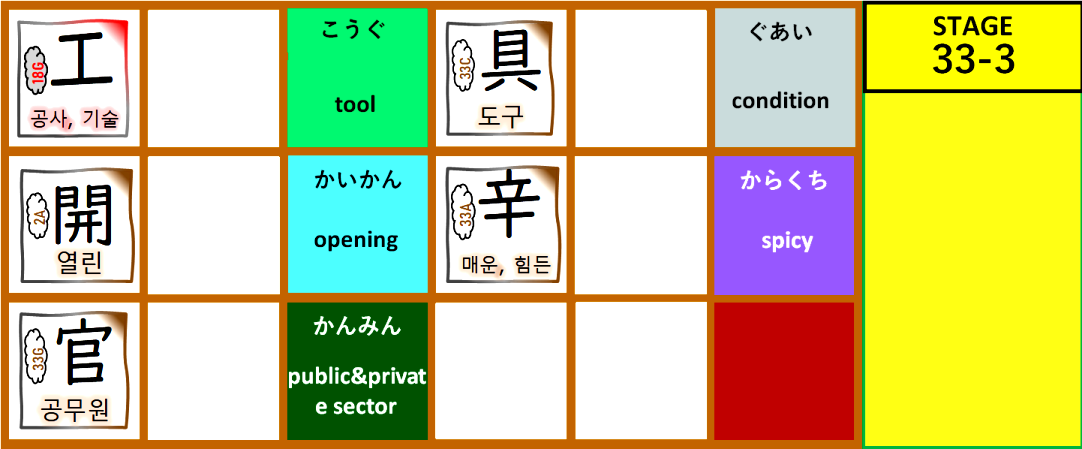 18G
工
공사, 기술
こうぐ
tool
33C
具
도구
ぐあい
condition
STAGE
33-3
2A
開
열린
かいかん
opening
33A
辛
매운, 힘든
からくち
spicy
33G
官
공무원
かんみん
public&privat
e sector